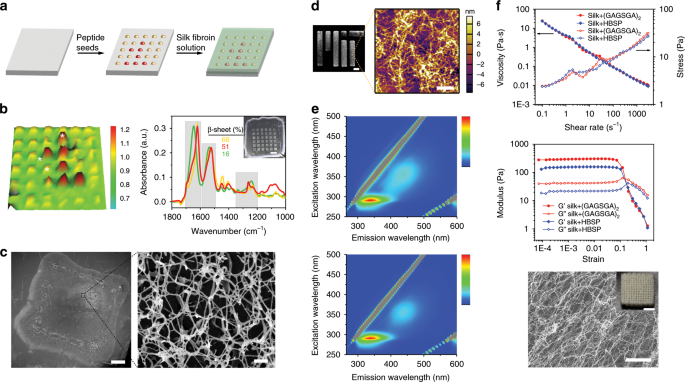 a
Peptide
seeds
Silk fibroin
solution
b
1.2
1.1
1.0
0.9
0.8
0.7
*
*
Absorbance (a.u.)
0.3
0.2
0.1
0.0
1800
1600
1400
1200
1000
Wavenumber (cm⁻¹)
β-sheet (%)
51
16
c
d
nm
6
4
2
0
−2
−4
−6
e
Excitation wavelength (nm)
500
450
400
350
300
250
300
400
500
600
Emission wavelength (nm)
Excitation wavelength (nm)
500
450
400
350
300
250
300
400
500
600
Emission wavelength (nm)
f
Viscosity (Pa·s)
100
10
1
0.1
0.01
1E-3
Silk+(GAGSGA)₂
Silk+HBSP
Silk+(GAGSGA)₂
Silk+HBSP
100
10
1
Stress (Pa)
0.1
1
10
100
1000
Shear rate (s⁻¹)
Modulus (Pa)
1000
100
10
1
G′ silk+(GAGSGA)₂
G″ silk+(GAGSGA)₂
G′ silk+HBSP
G″ silk+HBSP
1E-4
1E-3
0.01
0.1
1
Strain